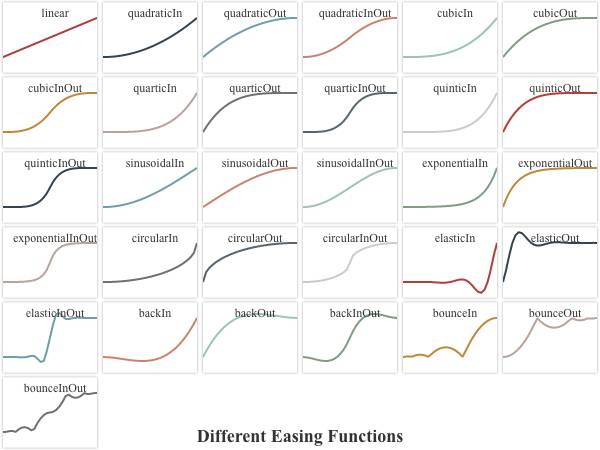 linear
quadraticIn
quadraticOut
quadraticInOut
cubicIn
cubicOut
cubicInOut
quarticIn
quarticOut
quarticInOut
quinticIn
quinticOut
quinticInOut
sinusoidalIn
sinusoidalOut
sinusoidalInOut
exponentialIn
exponentialOut
exponentialInOut
circularIn
circularOut
circularInOut
elasticIn
elasticOut
elasticInOut
backIn
backOut
backInOut
bounceIn
bounceOut
bounceInOut
Different Easing Functions